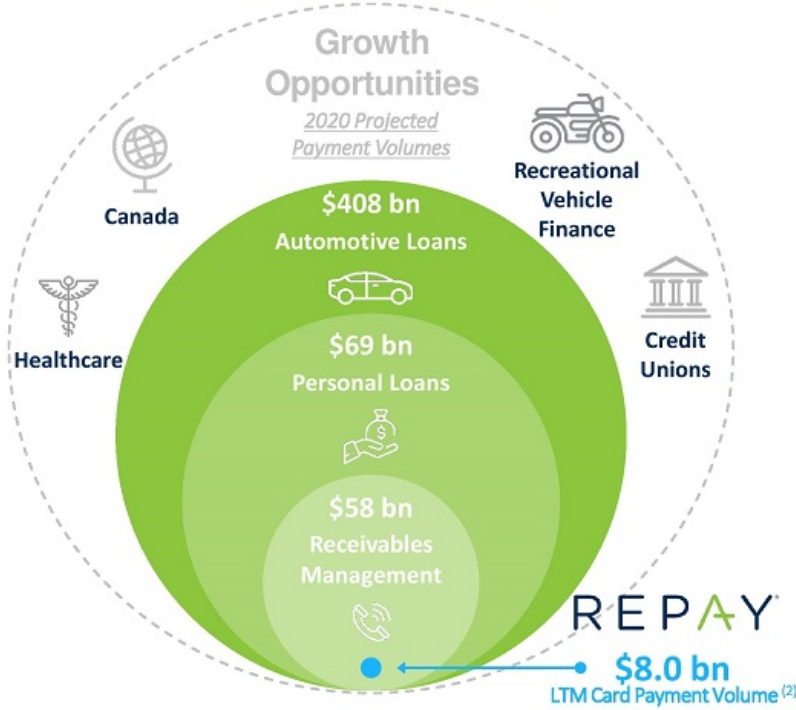 Growth
Opportunities
2020 Projected
Payment Volumes
Canada
Recreational
Vehicle
Finance
Healthcare
Credit
Unions
$408 bn
Automotive Loans
$69 bn
Personal Loans
$
$58 bn
Receivables
Management
REPAY
$8.0 bn
LTM Card Payment Volume (2)